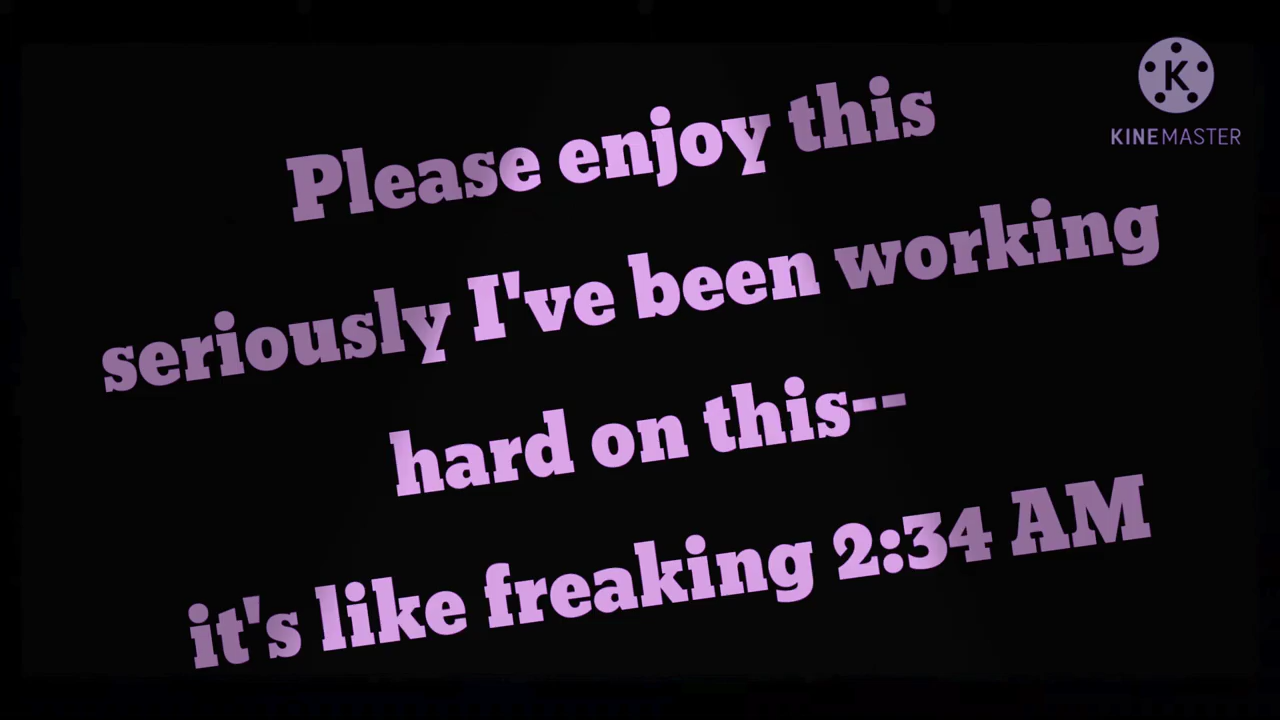 K
KINEMASTER
Please enjoy this
seriously I've been working
hard on this--
it's like freaking 2:34 AM